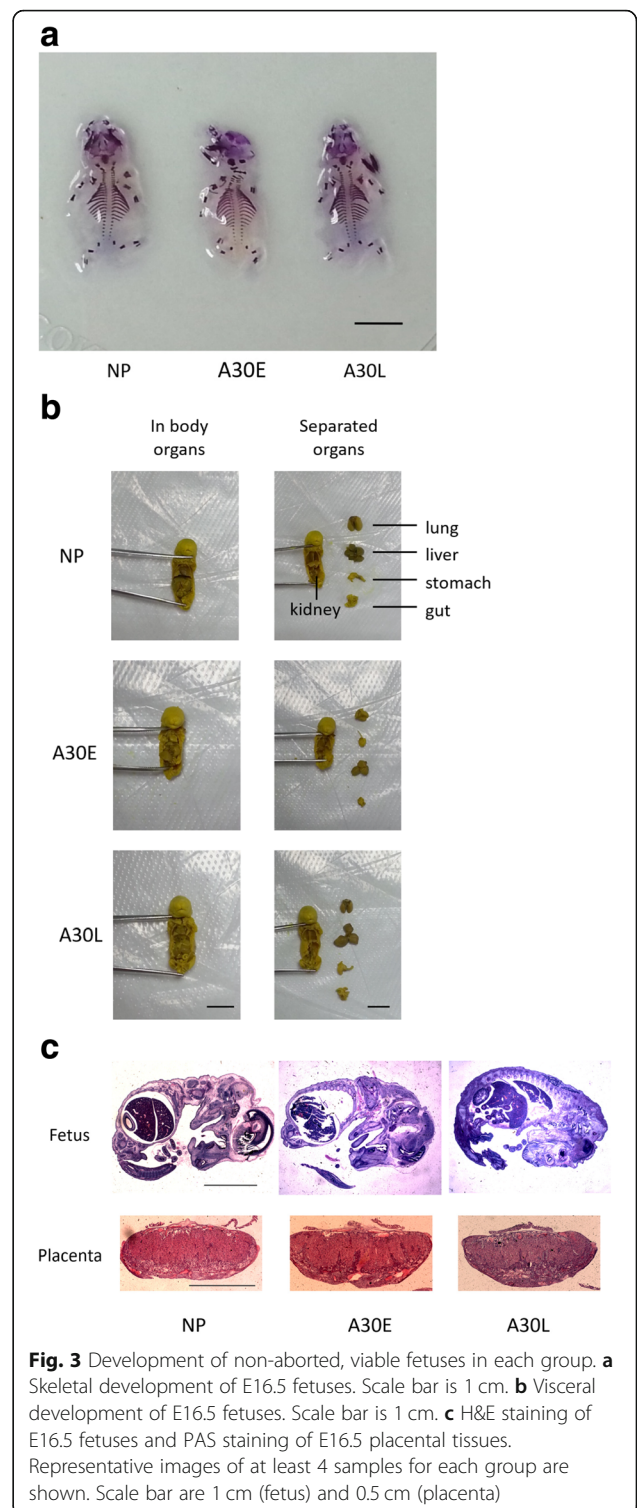 a
NP A30E A30L
b
In body Separated
organs organs
NP
lung
liver
stomach
kidney gut
A30E
A30L
c
Fetus
Placenta
NP A30E A30L
Fig. 3 Development of non-aborted, viable fetuses in each group. a
Skeletal development of E16.5 fetuses. Scale bar is 1 cm. b Visceral
development of E16.5 fetuses. Scale bar is 1 cm. c H&E staining of
E16.5 fetuses and PAS staining of E16.5 placental tissues.
Representative images of at least 4 samples for each group are
shown. Scale bar are 1 cm (fetus) and 0.5 cm (placenta)